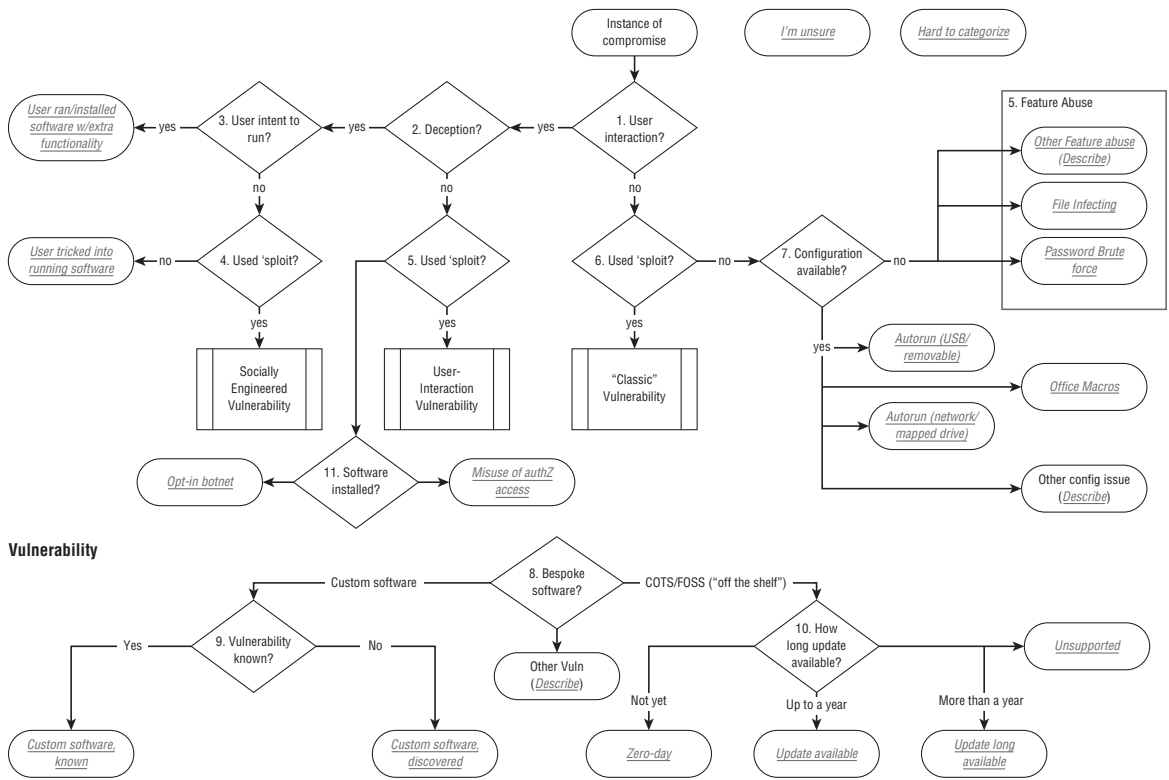 Instance of
compromise
I'm unsure
Hard to categorize
User ran/installed
software w/extra
functionality
yes
3. User intent to
run?
yes
2. Deception?
yes
1. User
interaction?
5. Feature Abuse
Other Feature abuse
(Describe)
File Infecting
Password Brute
force
no
no
no
User tricked into
running software
no
4. Used ‘sploit?
5. Used ‘sploit?
6. Used ‘sploit?
no
7. Configuration
available?
no
yes
yes
yes
yes
Socially
Engineered
Vulnerability
User-
Interaction
Vulnerability
“Classic”
Vulnerability
Autorun (USB/
removable)
Office Macros
Autorun (network/
mapped drive)
Other config issue
(Describe)
Opt-in botnet
11. Software
installed?
Misuse of authZ
access
Vulnerability
Custom software
8. Bespoke
software?
COTS/FOSS (“off the shelf”)
Yes
9. Vulnerability
known?
No
Other Vuln
(Describe)
10. How
long update
available?
Unsupported
Not yet
Up to a year
More than a year
Custom software,
known
Custom software,
discovered
Zero-day
Update available
Update long
available